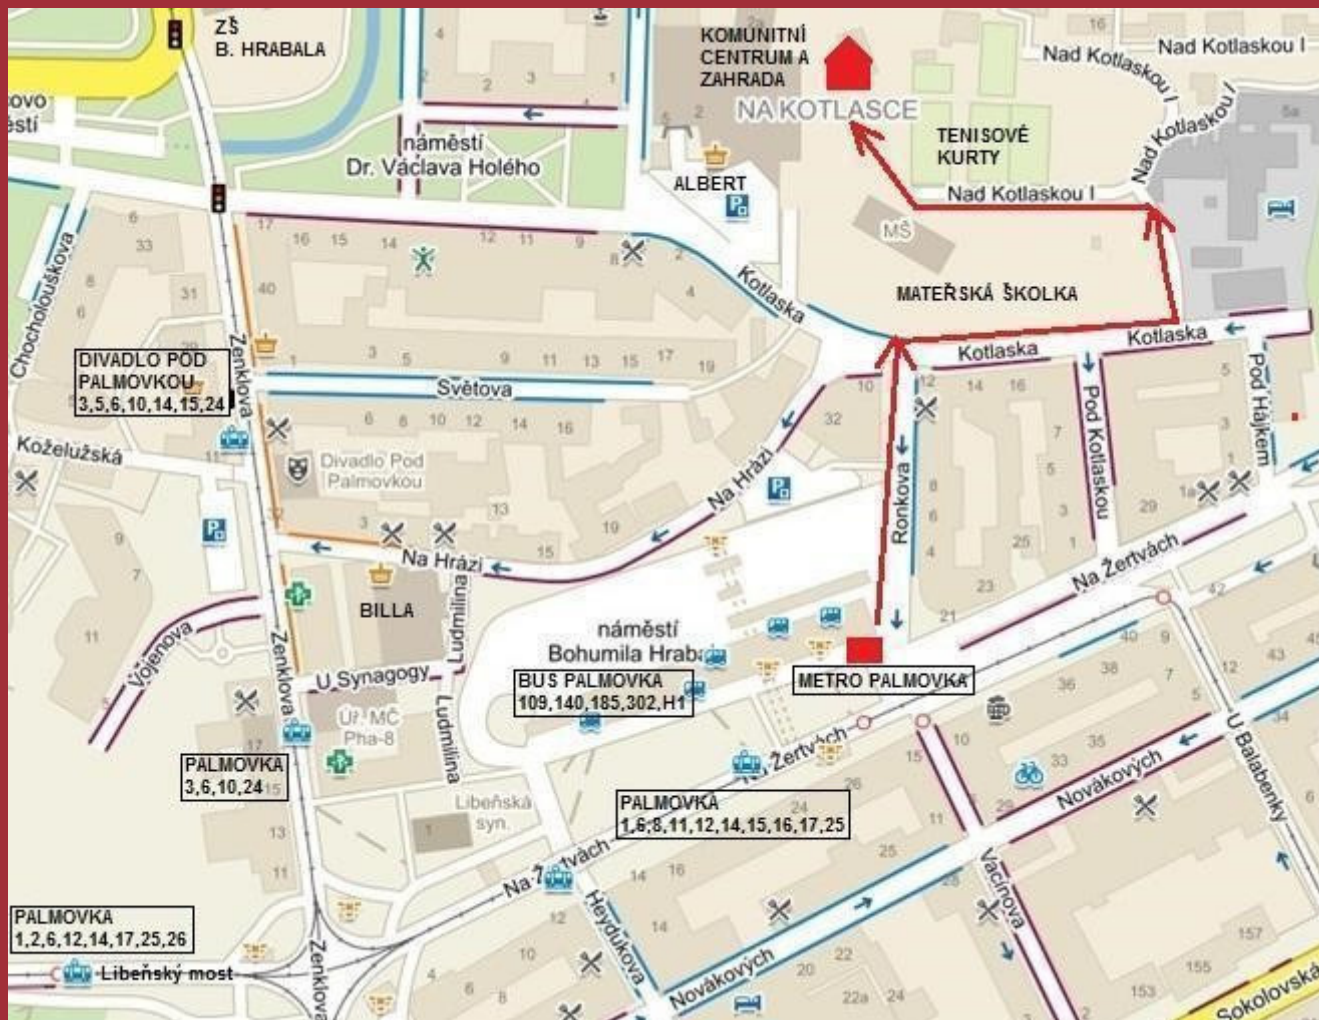 ZŠ
B. HRABALA
KOMUNITNÍ
CENTRUM A
ZAHRADA
NA KOTLASCE
Nad Kotlaskou I
Nad Kotlaskou I
Nad Kotlaskou I
Nad Kotlaskou I
TENISOVÉ
KURTY
Nad Kotlaskou I
náměstí
Dr. Václava Holého
ALBERT
MŠ
MATEŘSKÁ ŠKOLKA
Chocholouškova
Kotlaska
Kotlaska
Kotlaska
Zenklova
DIVADLO POD
PALMOVKOU
3,5,6,10,14,15,24
Světova
Pod Hájkem
Pod Kotlaskou
Koželužská
Divadlo Pod
Palmovkou
Na Hrázi
Na Hrázi
Ronkova
Na Žertvách
BILLA
Ludmilina
Vojenova
Zenklova
U Synagogy
náměstí
Bohumila Hraba
BUS PALMOVKA
109,140,185,302,H1
METRO PALMOVKA
Úř. MČ
Pha-8
Ludmilina
Na Žertvách
PALMOVKA
3,6,10,24
PALMOVKA
1,6,8,11,12,14,15,16,17,25
Libeňská
syn.
Novákových
U Balabenky
Na Žertvách
Vacínova
Heydukova
PALMOVKA
1,2,6,12,14,17,25,26
Libeňský most
Zenklova
Novákových
Sokolovská